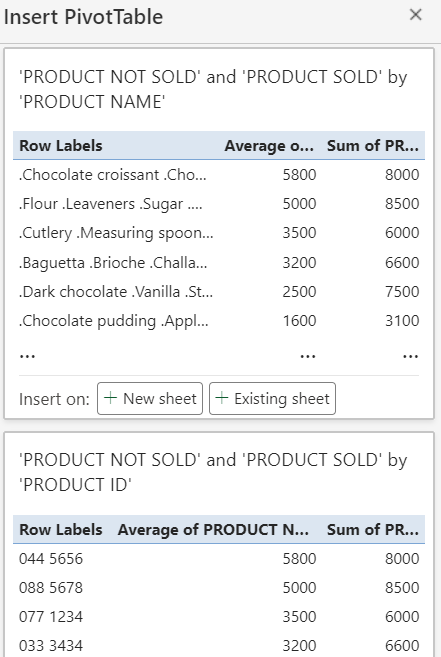 Insert PivotTable ×
'PRODUCT NOT SOLD' and 'PRODUCT SOLD' by
'PRODUCT NAME'
Row Labels Average o... Sum of PR...
.Chocolate croissant .Cho... 5800 8000
.Flour .Leaveners .Sugar .... 5000 8500
.Cutlery .Measuring spoon... 3500 6000
.Baguetta .Brioche .Challa... 3200 6600
.Dark chocolate .Vanilla .St... 2500 7500
.Chocolate pudding .Appl... 1600 3100
... ... ...
Insert on: + New sheet + Existing sheet
'PRODUCT NOT SOLD' and 'PRODUCT SOLD' by
'PRODUCT ID'
Row Labels Average of PRODUCT N... Sum of PR...
044 5656 5800 8000
088 5678 5000 8500
077 1234 3500 6000
033 3434 3200 6600